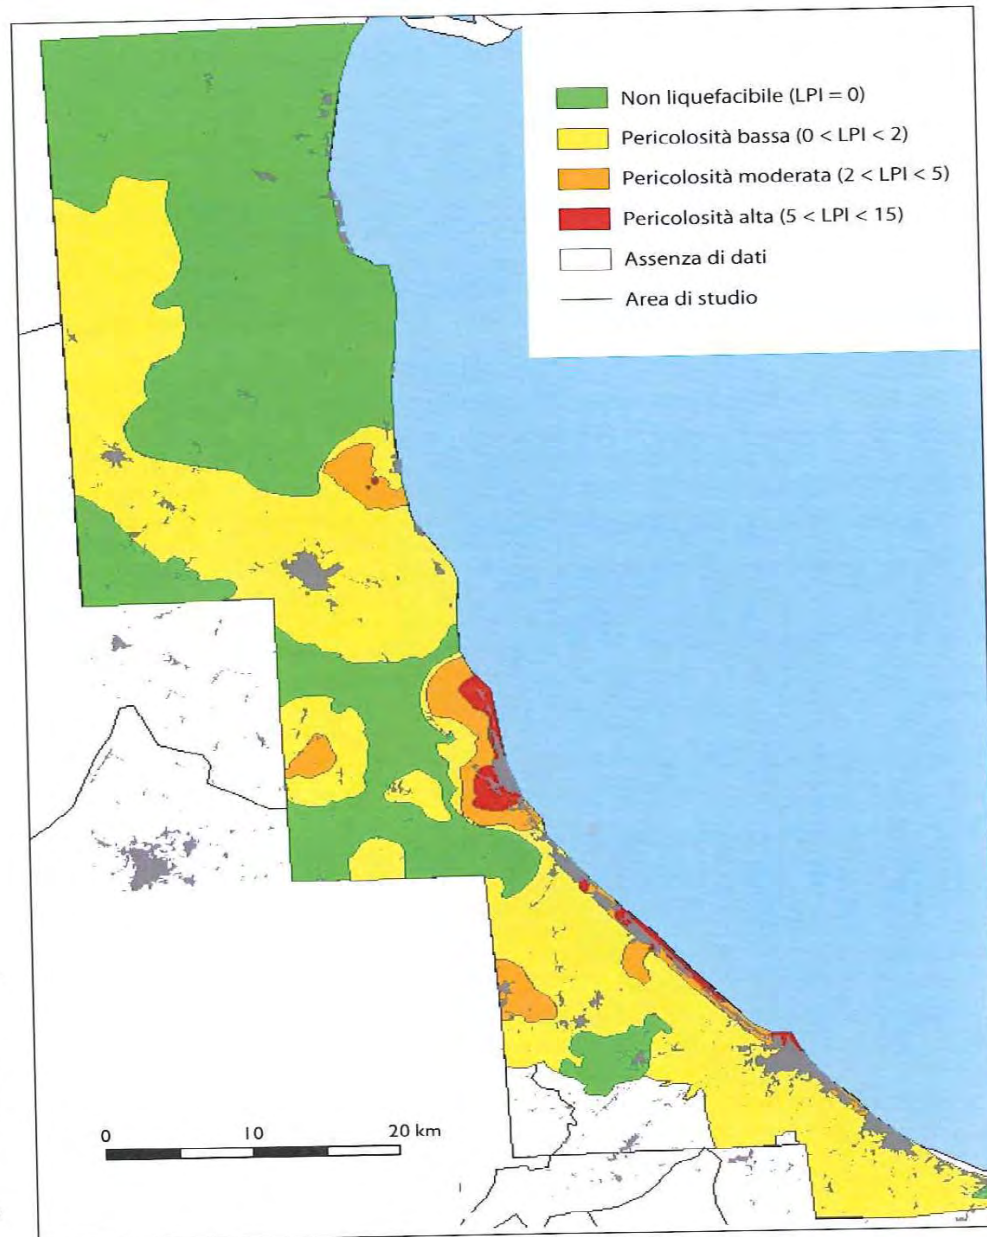 Non liquefacibile (LPI = 0)
Pericolosità bassa (0 < LPI < 2)
Pericolosità moderata (2 < LPI < 5)
Pericolosità alta (5 < LPI < 15)
Assenza di dati
Area di studio
0 10 20 km